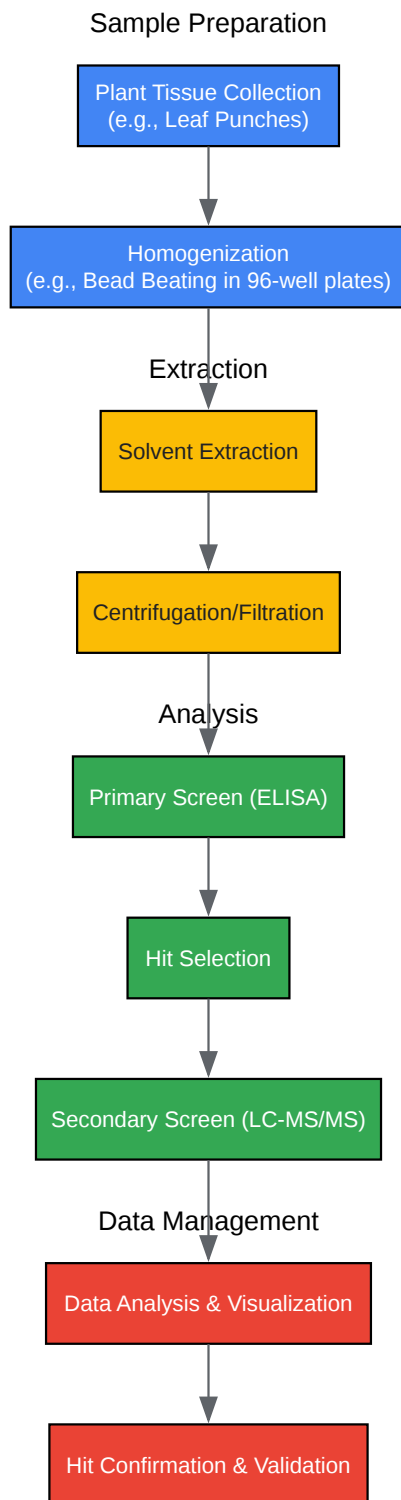 Sample Preparation
Plant Tissue Collection
(e.g., Leaf Punches)
Homogenization
(e.g., Bead Beating in 96-well plates)
Extraction
Solvent Extraction
Centrifugation/Filtration
Analysis
Primary Screen (ELISA)
Hit Selection
Secondary Screen (LC-MS/MS)
Data Management
Data Analysis & Visualization
Hit Confirmation & Validation